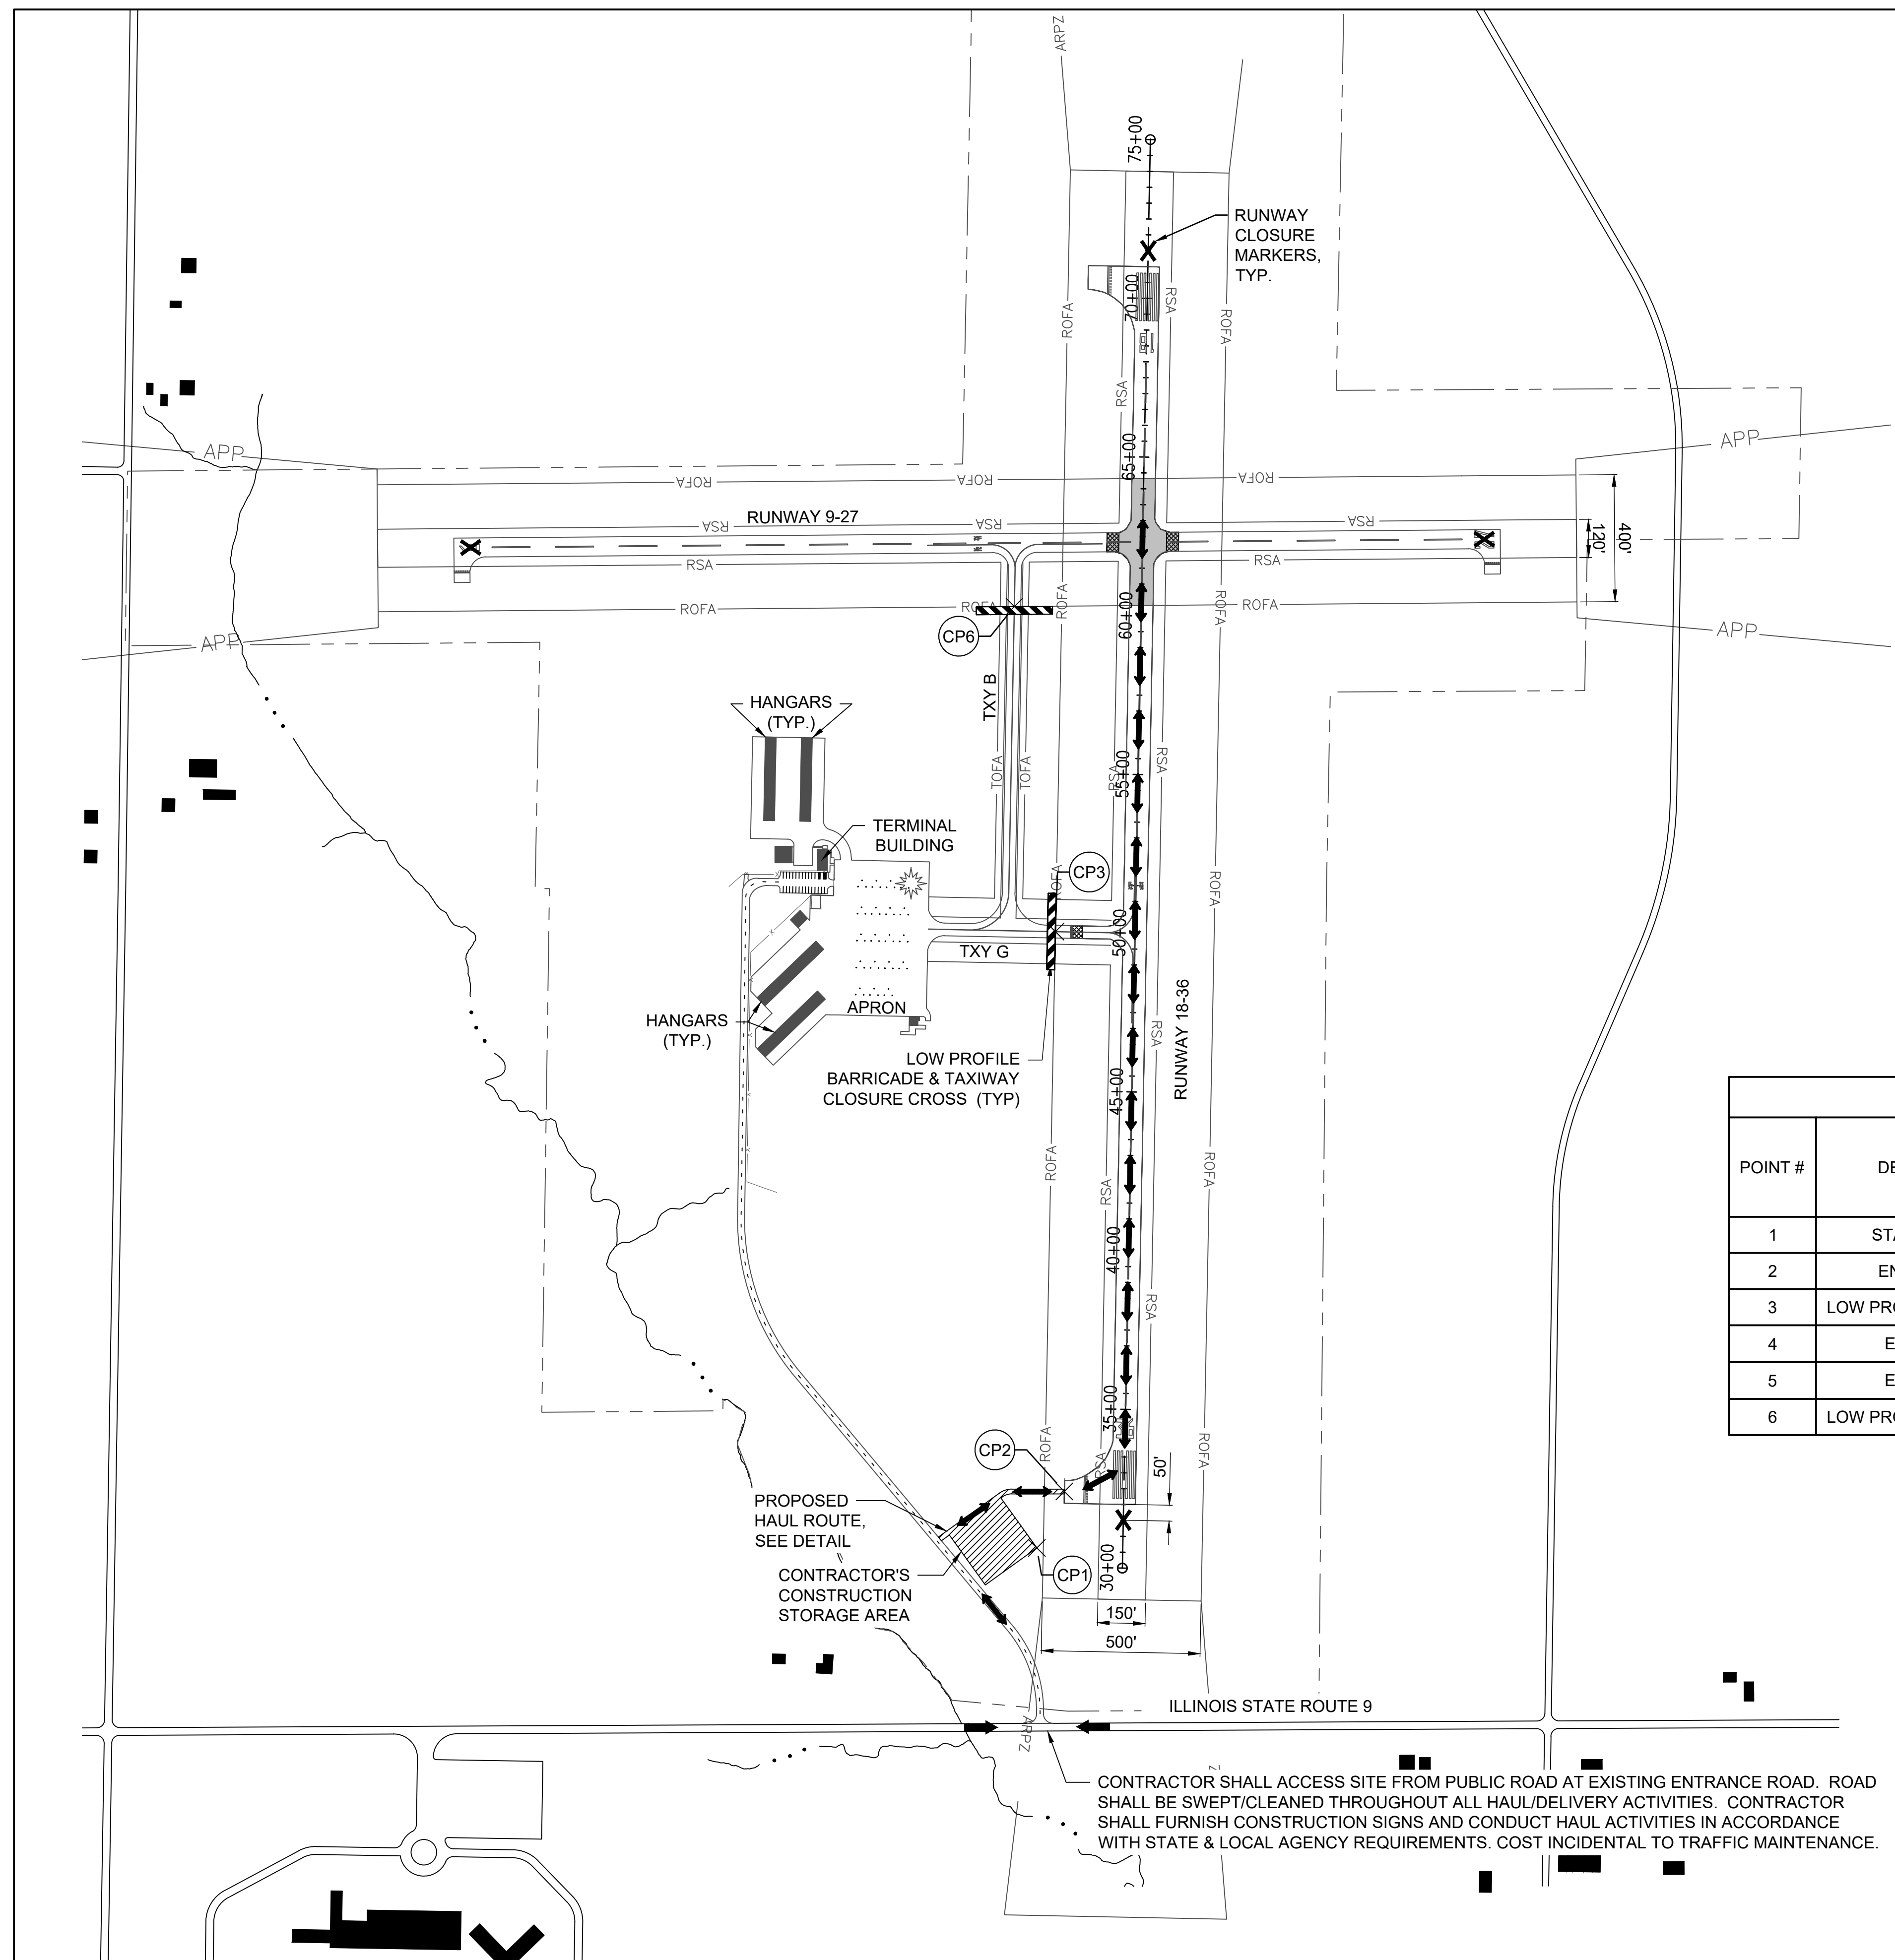 ARPZ
75+00
RUNWAY
CLOSURE
MARKERS,
TYP.
70+00
RSA
ROFA
ROFA
RSA
65+00
APP
APP
ROFA
ROFA
ROFA
RSA
RUNWAY 9-27
RSA
RSA
120'
400'
RSA
RSA
ROFA
ROFA
ROFA
ROFA
ROFA
60+00
CP6
APP
APP
TXY B
HANGARS
(TYP.)
TOFA
TOFA
RSA
RSA
55+00
TERMINAL
BUILDING
CP3
ROFA
ROFA
50+00
TXY G
APRON
HANGARS
(TYP.)
RUNWAY 18-36
RSA
LOW PROFILE
BARRICADE & TAXIWAY
CLOSURE CROSS (TYP)
45+00
ROFA
RSA
ROFA
40+00
RSA
35+00
POINT #
1
2
3 LOW PR
4
5
6 LOW PR
CP2
ROFA
RSA
ROFA
50'
PROPOSED
HAUL ROUTE,
SEE DETAIL
CONTRACTOR'S
CONSTRUCTION
STORAGE AREA
CP1
30+00
150'
500'
ILLINOIS STATE ROUTE 9
ARPZ
CONTRACTOR SHALL ACCESS SITE FROM PUBLIC ROAD AT EXISTING ENTRANCE ROAD. ROAD
SHALL BE SWEPT/CLEANED THROUGHOUT ALL HAUL/DELIVERY ACTIVITIES. CONTRACTOR
SHALL FURNISH CONSTRUCTION SIGNS AND CONDUCT HAUL ACTIVITIES IN ACCORDANCE
WITH STATE & LOCAL AGENCY REQUIREMENTS. COST INCIDENTAL TO TRAFFIC MAINTENANCE.